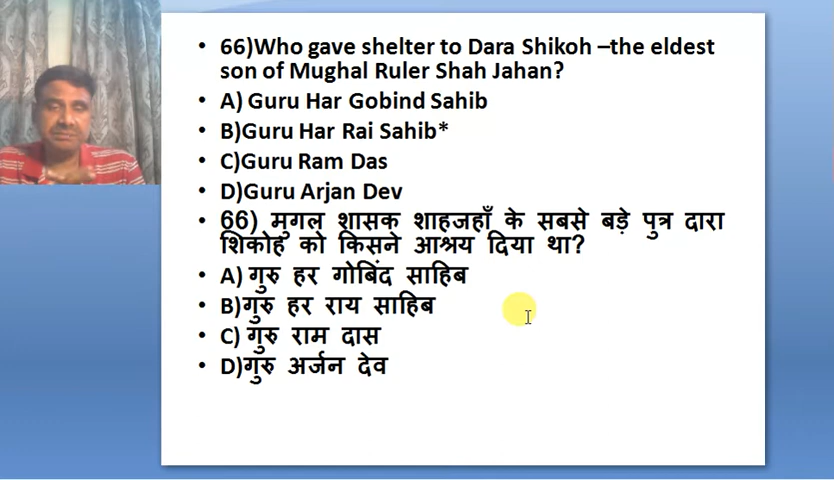 66)Who gave shelter to Dara Shikoh –the eldest
son of Mughal Ruler Shah Jahan?
A) Guru Har Gobind Sahib
B)Guru Har Rai Sahib*
C)Guru Ram Das
D)Guru Arjan Dev
66) मुगल शासक शाहजहाँ के सबसे बड़े पुत्र दारा
शिकोह को किसने आश्रय दिया था?
A) गुरु हर गोबिंद साहिब
B)गुरु हर राय साहिब
C) गुरु राम दास
D)गुरु अर्जन देव